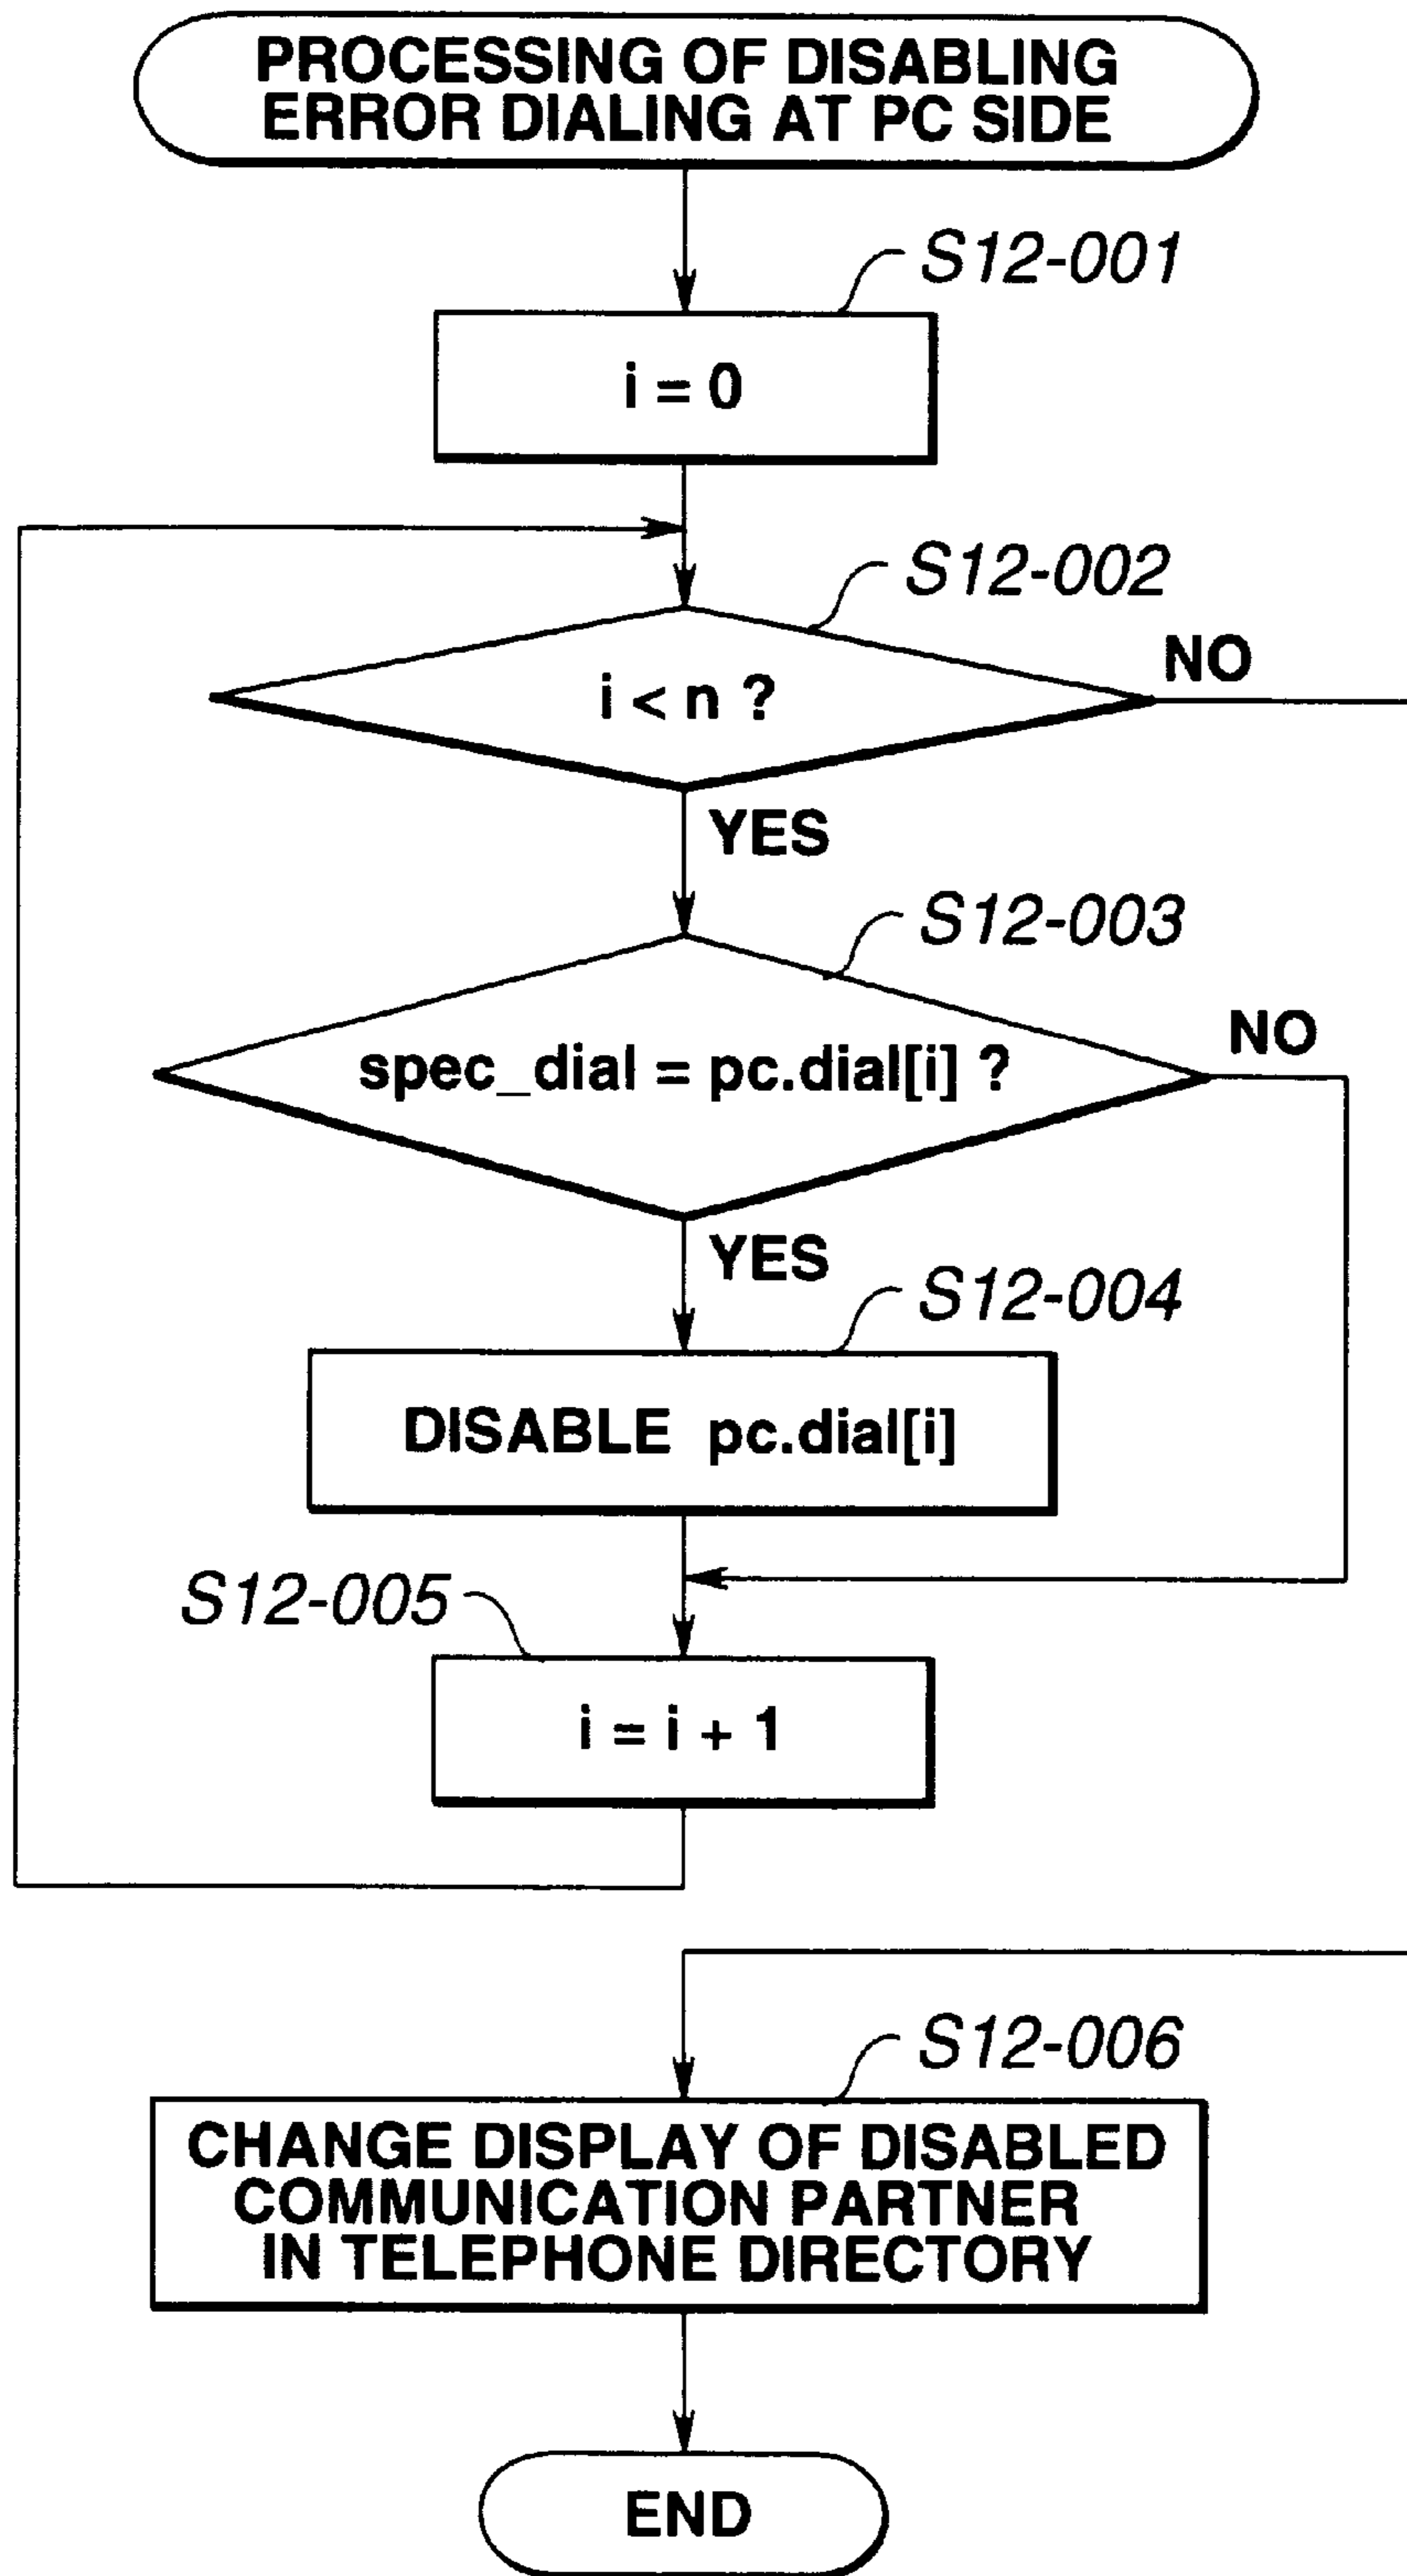 PROCESSING OF DISABLING
ERROR DIALING AT PC SIDE
S12-001
i = 0
S12-002
NO
i < n ?
YES
S12-003
NO
spec_dial = pc.dial[i] ?
YES
S12-004
DISABLE pc.dial[i]
S12-005
i = i + 1
S12-006
CHANGE DISPLAY OF DISABLED
COMMUNICATION PARTNER
IN TELEPHONE DIRECTORY
END